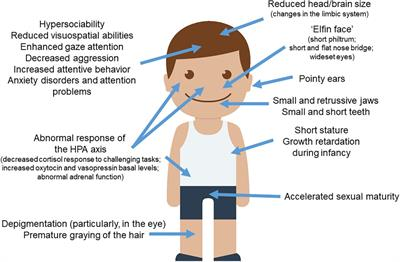 Hypersociability
Reduced visuospatial abilities
Enhanced gaze attention
Decreased aggression
Increased attentive behavior
Anxiety disorders and attention
problems
Reduced head/brain size
(changes in the limbic system)
‘Elfin face’
(short philtrum;
short and flat nose bridge;
wideset eyes)
Pointy ears
Small and retrusive jaws
Small and short teeth
Abnormal response of
the HPA axis
(decreased cortisol response to challenging tasks;
increased oxytocin and vasopressin basal levels;
abnormal adrenal function)
Short stature
Growth retardation
during infancy
Accelerated sexual maturity
Depigmentation (particularly, in the eye)
Premature graying of the hair